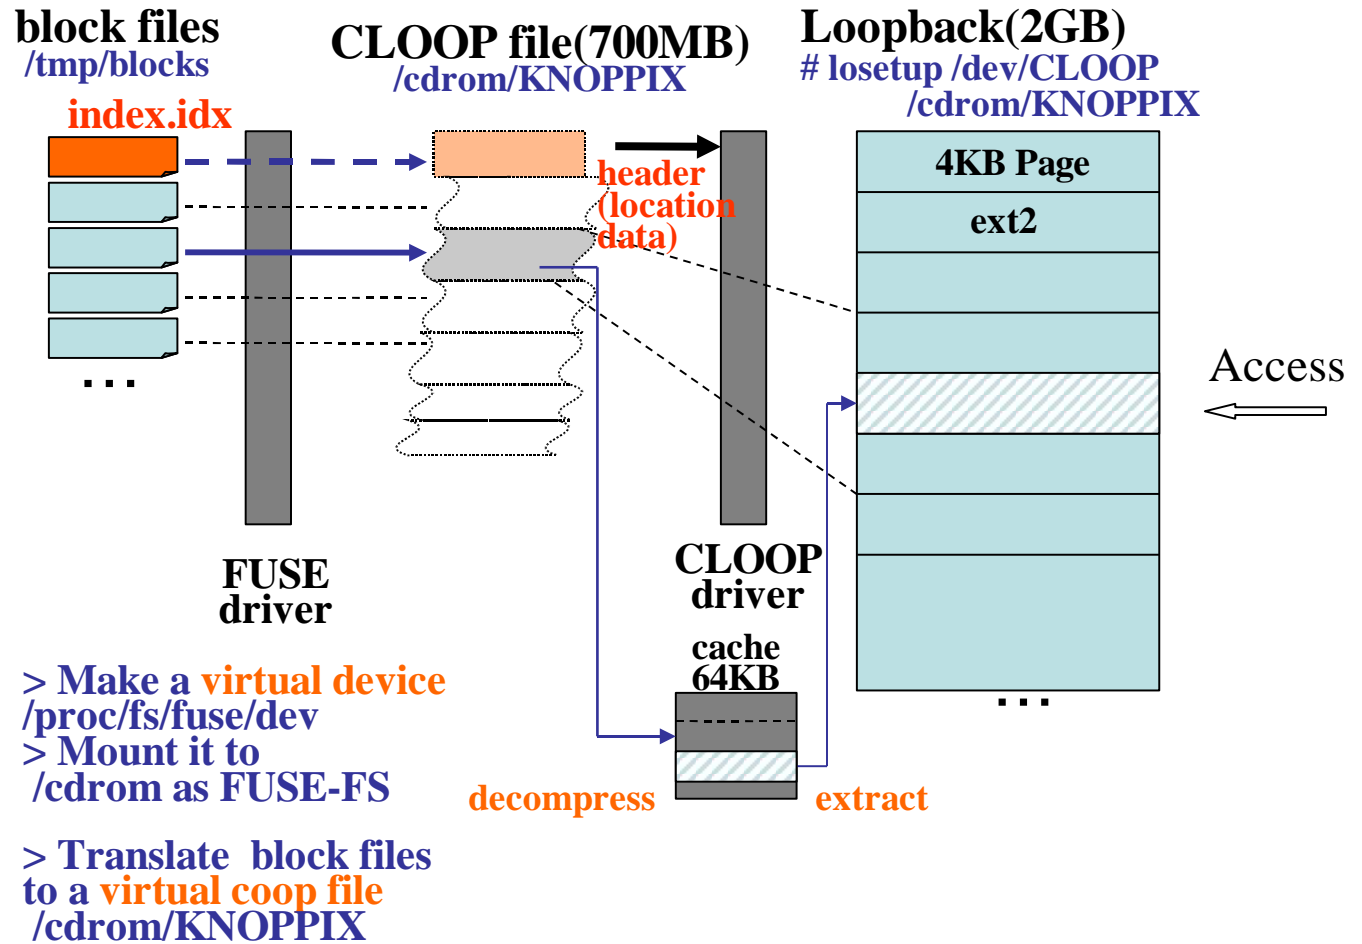 block files
/tmp/blocks
index.idx
...
CLOOP file(700MB)
/cdrom/KNOPPIX
header
(location
data)
Loopback(2GB)
# losetup /dev/CLOOP
/cdrom/KNOPPIX
4KB Page
ext2
...
Access
FUSE
driver
CLOOP
driver
cache
64KB
decompress
extract
> Make a virtual device
/proc/fs/fuse/dev
> Mount it to
/cdrom as FUSE-FS
> Translate block files
to a virtual coop file
/cdrom/KNOPPIX